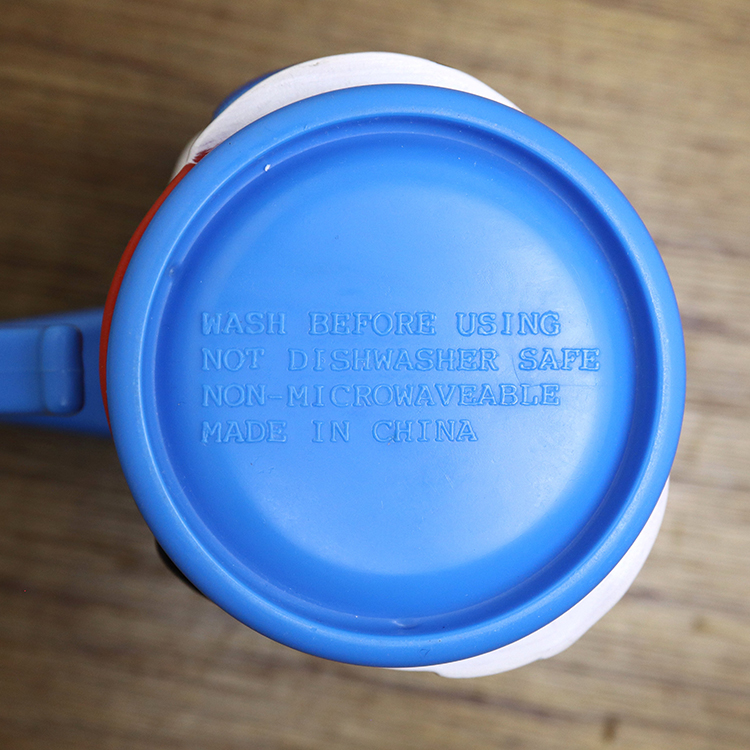 WASH BEFORE USING
NOT DISHWASHER SAFE
NON-MICROWAVEABLE
MADE IN CHINA